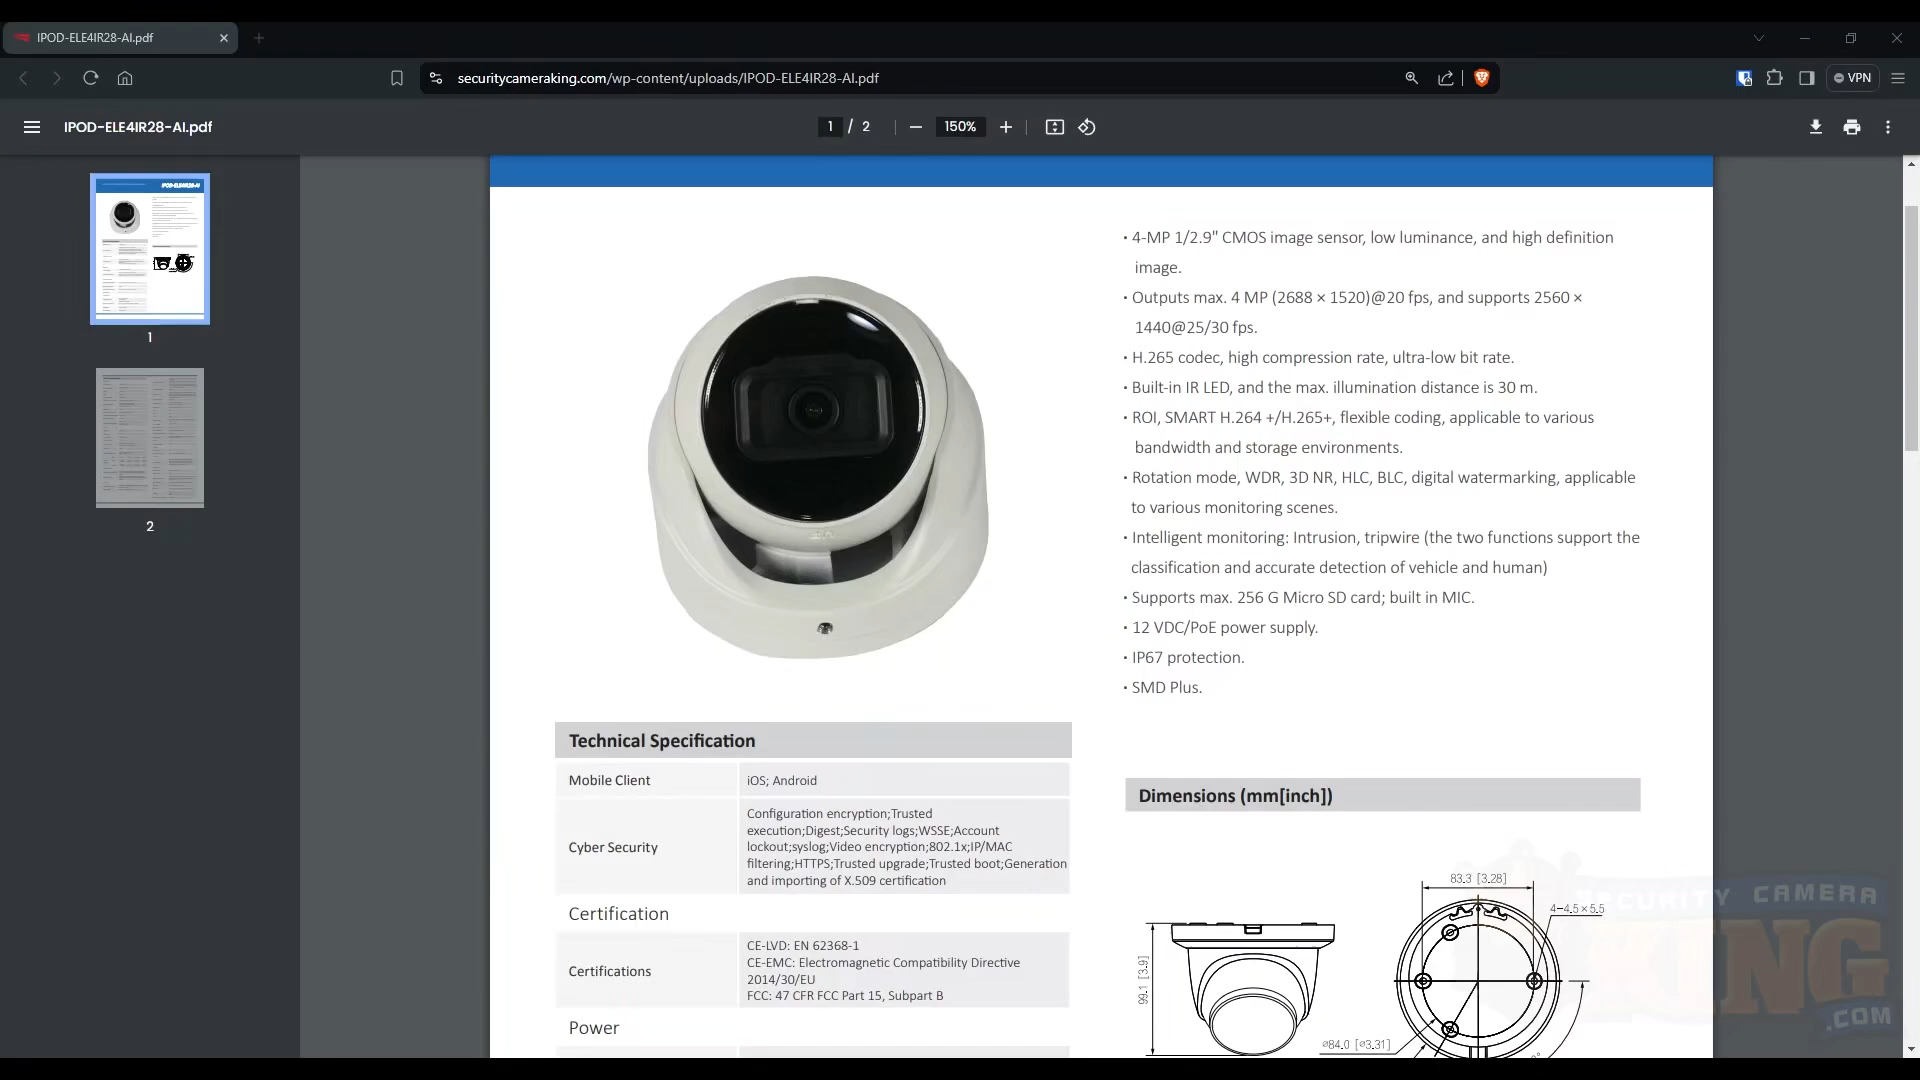 IPOD-ELE4IR28-AI.pdf
securitycameraking.com/wp-content/uploads/IPOD-ELE4IR28-AI.pdf
VPN
IPOD-ELE4IR28-AI.pdf
1 / 2
150%
IPOD-ELE4IR28-AI
1
2
· 4-MP 1/2.9" CMOS image sensor, low luminance, and high definition
image.
· Outputs max. 4 MP (2688 × 1520)@20 fps, and supports 2560 ×
1440@25/30 fps.
· H.265 codec, high compression rate, ultra-low bit rate.
· Built-in IR LED, and the max. illumination distance is 30 m.
· ROI, SMART H.264 +/H.265+, flexible coding, applicable to various
bandwidth and storage environments.
· Rotation mode, WDR, 3D NR, HLC, BLC, digital watermarking, applicable
to various monitoring scenes.
· Intelligent monitoring: Intrusion, tripwire (the two functions support the
classification and accurate detection of vehicle and human)
· Supports max. 256 G Micro SD card; built in MIC.
· 12 VDC/PoE power supply.
· IP67 protection.
· SMD Plus.
Technical Specification
Mobile Client
iOS; Android
Cyber Security
Configuration encryption;Trusted
execution;Digest;Security logs;WSSE;Account
lockout;syslog;Video encryption;802.1x;IP/MAC
filtering;HTTPS;Trusted upgrade;Trusted boot;Generation
and importing of X.509 certification
Certification
Certifications
CE-LVD: EN 62368-1
CE-EMC: Electromagnetic Compatibility Directive
2014/30/EU
FCC: 47 CFR FCC Part 15, Subpart B
Power
Dimensions (mm[inch])
83.3 [3.28]
4-4.5×5.5
99.1 [3.9]
ø84.0 [ø3.31]
SECURITY CAMERA
KING
.COM